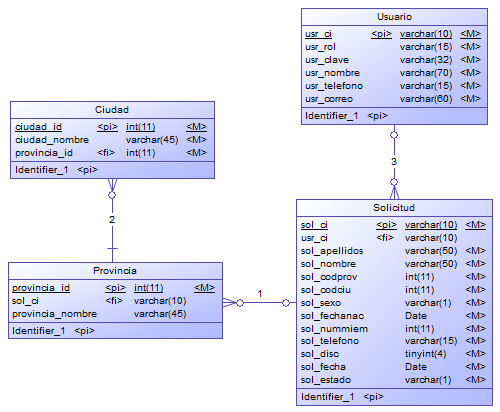 Usuario
usr_ci <pi> varchar(10) <M>
usr_rol varchar(15) <M>
usr_clave varchar(32) <M>
usr_nombre varchar(70) <M>
usr_telefono varchar(15) <M>
usr_correo varchar(60) <M>
Identifier_1 <pi>
Ciudad
ciudad_id <pi> int(11) <M>
ciudad_nombre varchar(45) <M>
provincia_id <fi> int(11) <M>
Identifier_1 <pi>
3
2
Solicitud
sol_ci <pi> varchar(10) <M>
usr_ci <fi> varchar(10)
sol_apellidos varchar(50) <M>
sol_nombre varchar(50) <M>
sol_codprov int(11) <M>
sol_codciu int(11) <M>
sol_sexo varchar(1) <M>
sol_fechanac Date <M>
sol_nummiem int(11) <M>
sol_telefono varchar(15) <M>
sol_disc tinyint(4) <M>
sol_fecha Date <M>
sol_estado varchar(1) <M>
Identifier_1 <pi>
Provincia
provincia_id <pi> int(11) <M>
sol_ci <fi> varchar(10)
provincia_nombre varchar(45)
Identifier_1 <pi>
1